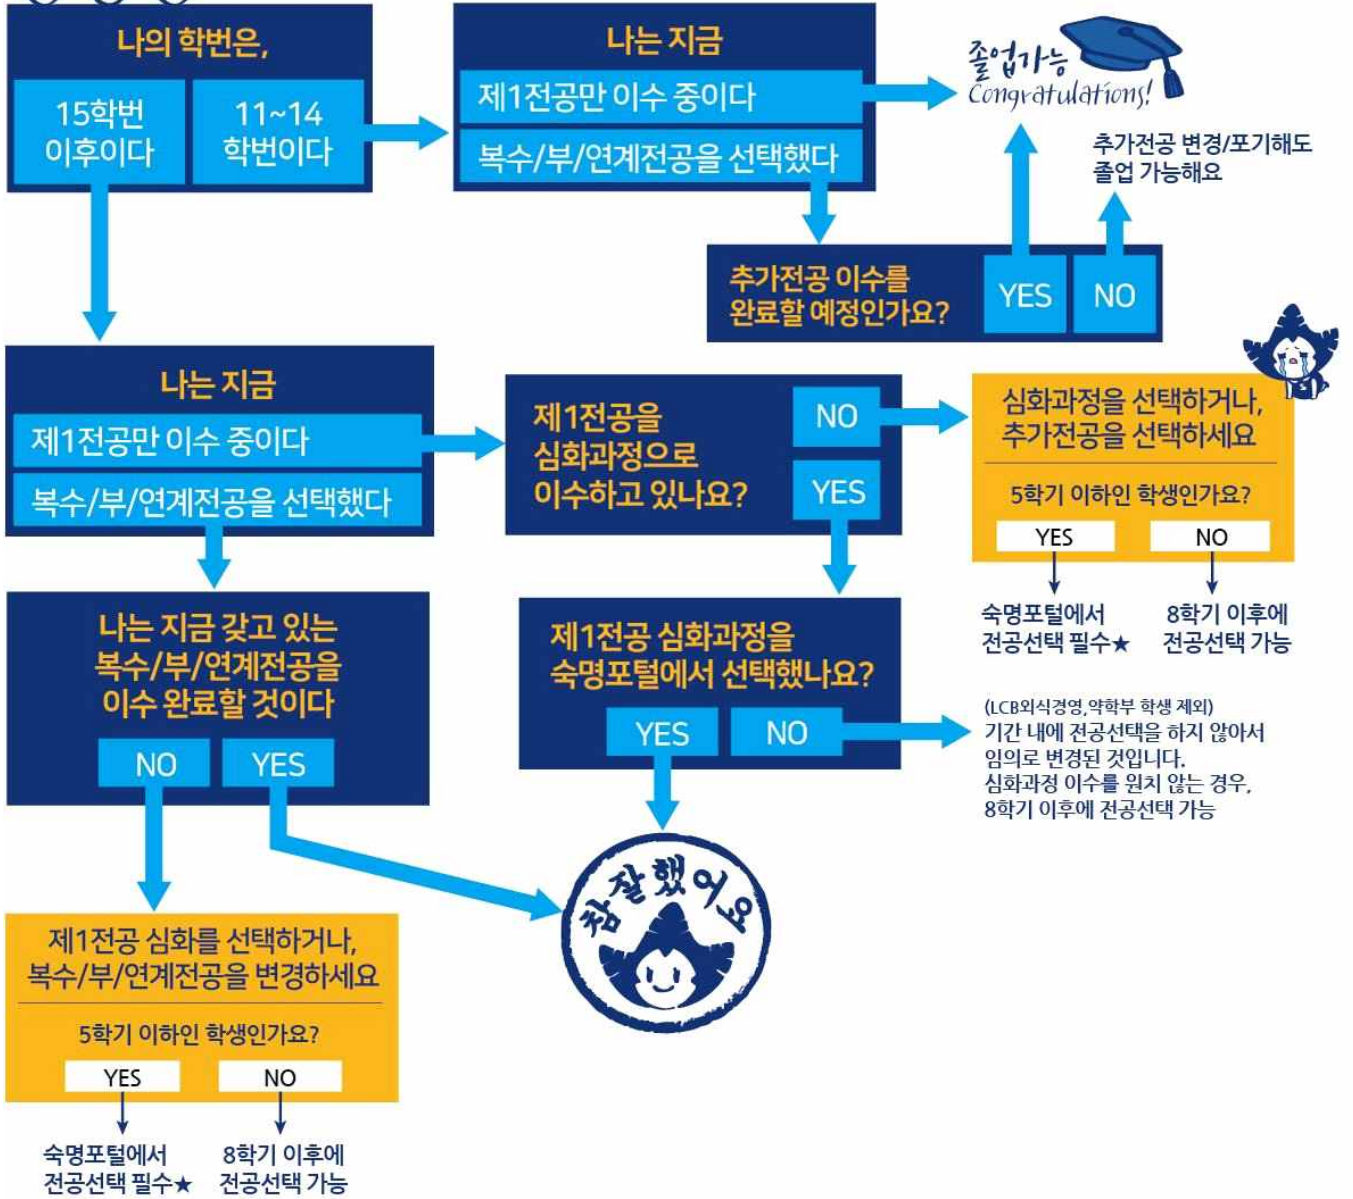 나의 학번은,
15학번
이후이다
11~14
학번이다
나는 지금
제1전공만 이수 중이다
복수/부/연계전공을 선택했다
졸업가능
Congratulations!
추가전공 변경/포기해도
졸업 가능해요
추가전공 이수를
완료할 예정인가요?
YES
NO
나는 지금
제1전공만 이수 중이다
복수/부/연계전공을 선택했다
제1전공을
심화과정으로
이수하고 있나요?
NO
YES
심화과정을 선택하거나,
추가전공을 선택하세요
5학기 이하인 학생인가요?
YES
NO
숙명포털에서
전공선택 필수★
8학기 이후에
전공선택 가능
나는 지금 갖고 있는
복수/부/연계전공을
이수 완료할 것이다
NO
YES
제1전공 심화과정을
숙명포털에서 선택했나요?
YES
NO
(LCB외식경영,약학부 학생 제외)
기간 내에 전공선택을 하지 않아서
임의로 변경된 것입니다.
심화과정 이수를 원치 않는 경우,
8학기 이후에 전공선택 가능
참 잘했어요
제1전공 심화를 선택하거나,
복수/부/연계전공을 변경하세요
5학기 이하인 학생인가요?
YES
NO
숙명포털에서
전공선택 필수★
8학기 이후에
전공선택 가능